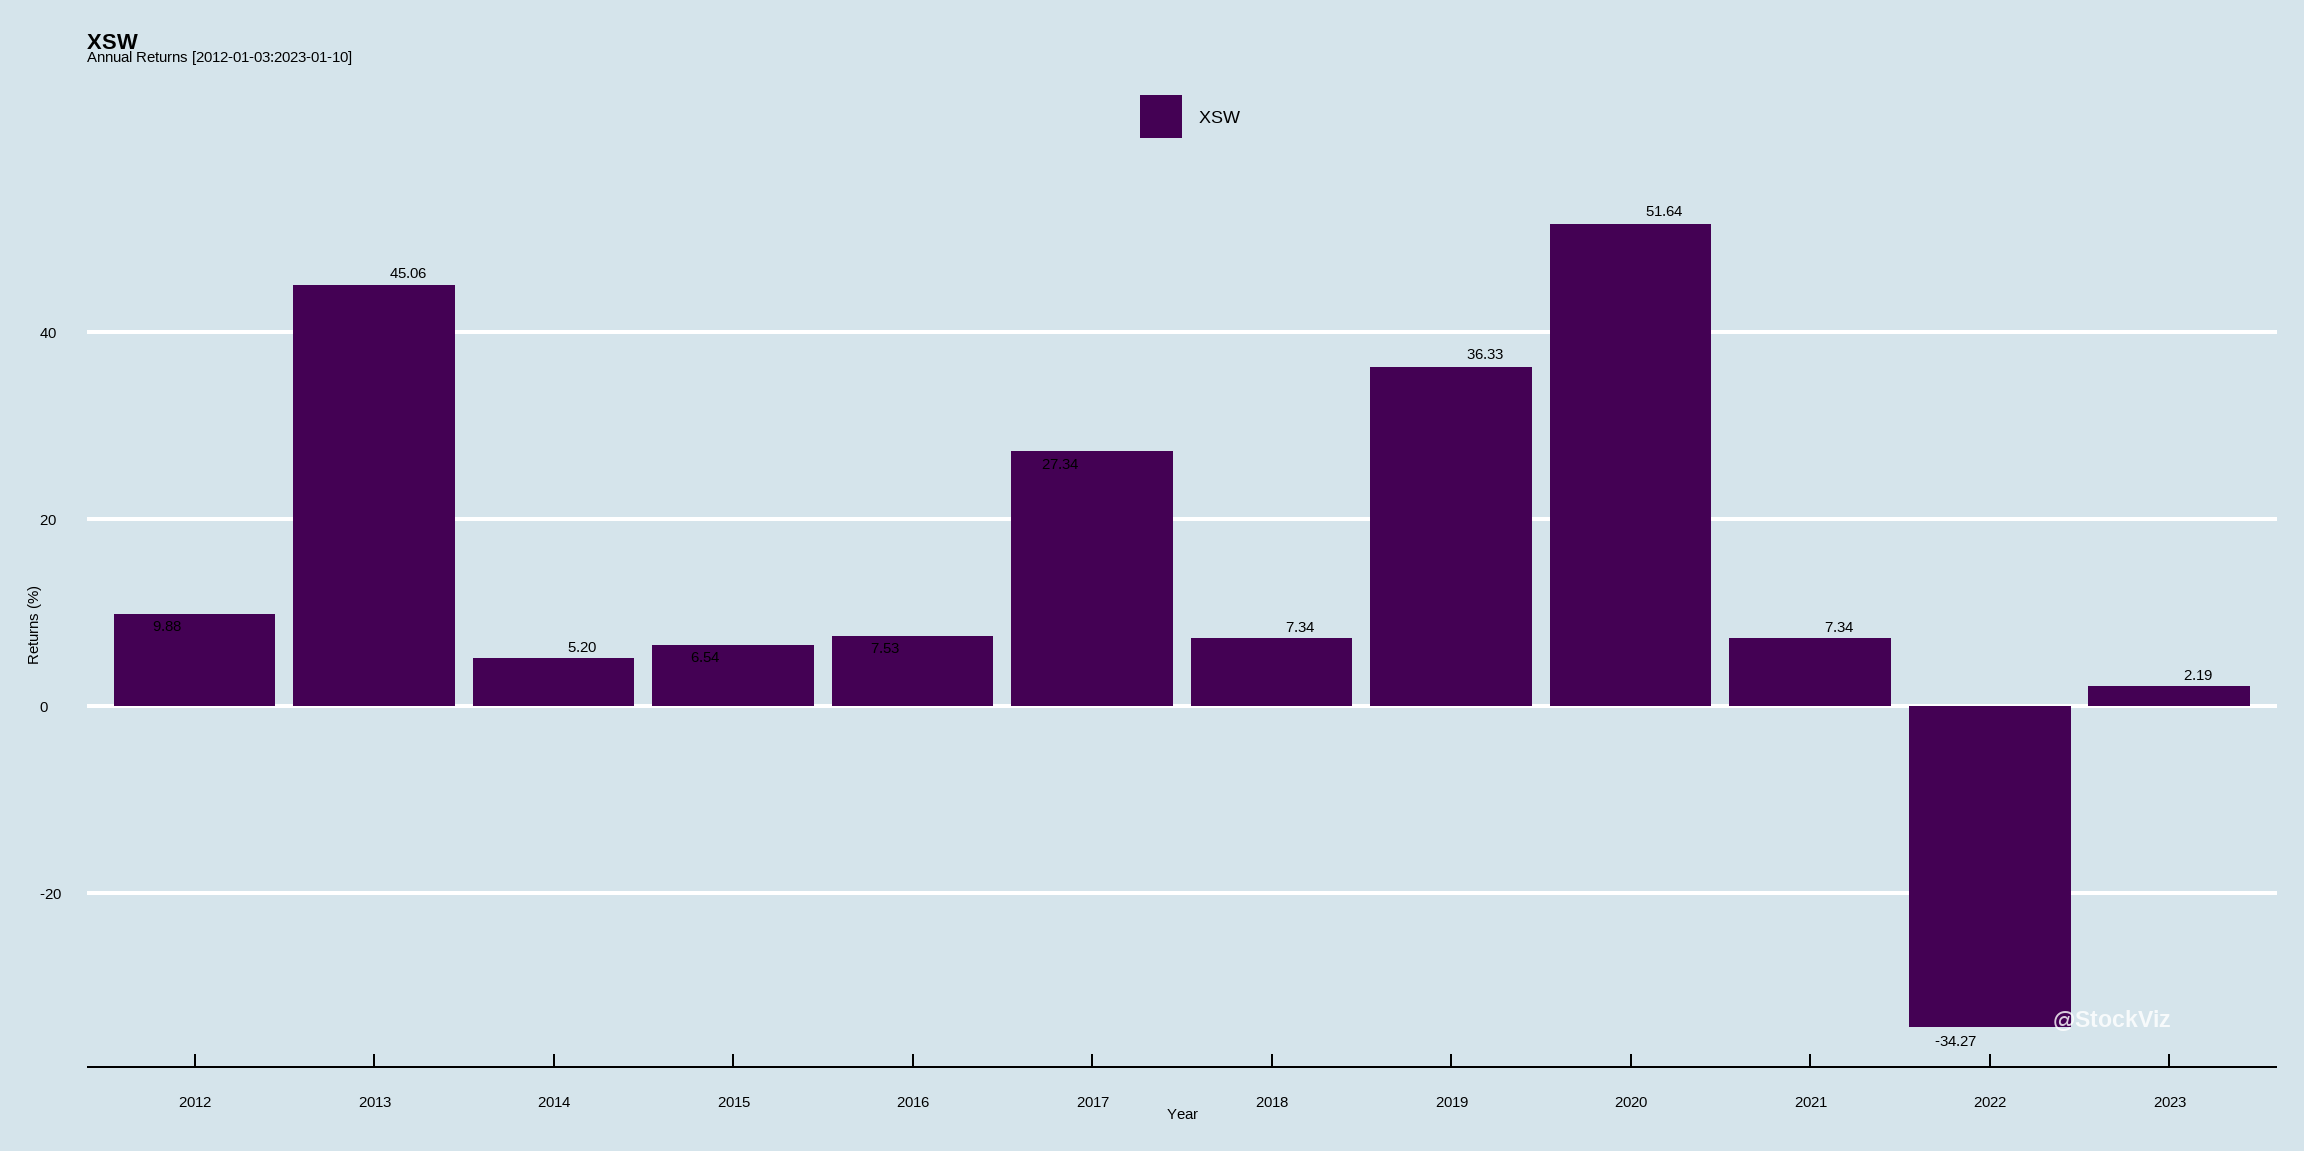 XSW
Annual Returns [2012-01-03:2023-01-10]
XSW
51.64
45.06
40
36.33
27.34
20
Returns (%)
9.88
5.20
6.54
7.53
7.34
7.34
2.19
0
-20
@StockViz
-34.27
2012 2013 2014 2015 2016 2017 2018 2019 2020 2021 2022 2023
Year